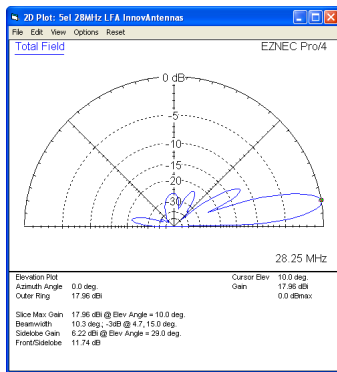 2D Plot: 5el 28MHz LFA InnovAntennas
File Edit View Options Reset
Total Field
EZNEC Pro/4
0 dB
-5
-10
-15
-20
-30
28.25 MHz
Elevation Plot
Azimuth Angle 0.0 deg.
Outer Ring 17.96 dBi
Cursor Elev 10.0 deg.
Gain 17.96 dBi
0.0 dBmax
Slice Max Gain 17.96 dBi @ Elev Angle = 10.0 deg.
Beamwidth 10.3 deg.; -3dB @ 4.7, 15.0 deg.
Sidelobe Gain 6.22 dBi @ Elev Angle = 29.0 deg.
Front/Sidelobe 11.74 dB